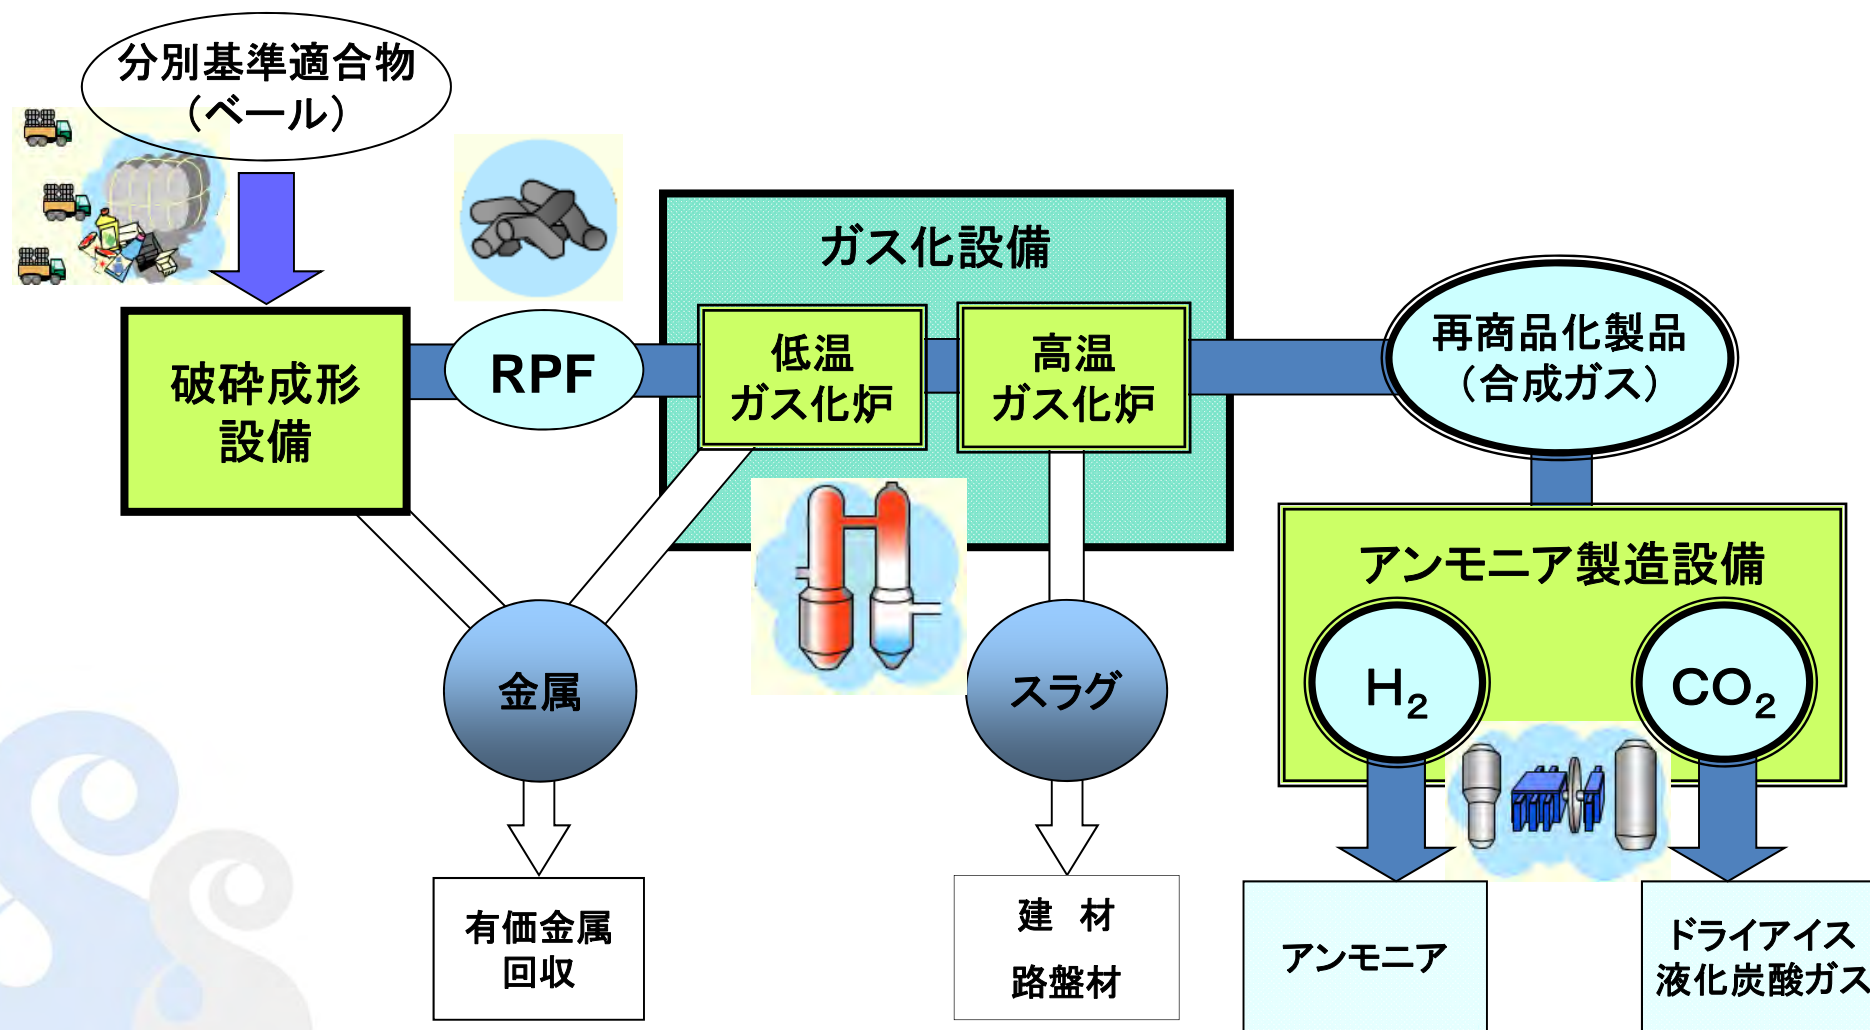 分別基準適合物
（ベール）
ガス化設備
破砕成形
設備
RPF
低温
ガス化炉
高温
ガス化炉
再商品化製品
（合成ガス）
アンモニア製造設備
金属
スラグ
H₂
CO₂
有価金属
回収
建　材
路盤材
アンモニア
ドライアイス
液化炭酸ガス